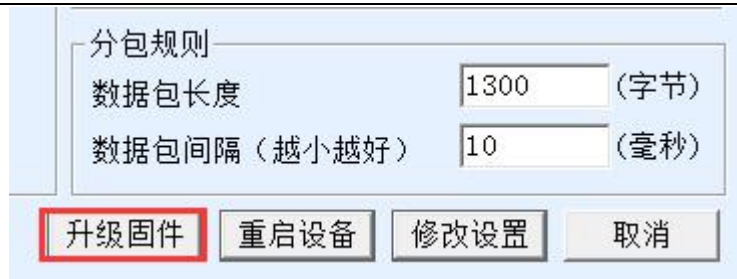 分包规则
数据包长度 1300 (字节)
数据包间隔（越小越好） 10 (毫秒)
升级固件 重启设备 修改设置 取消